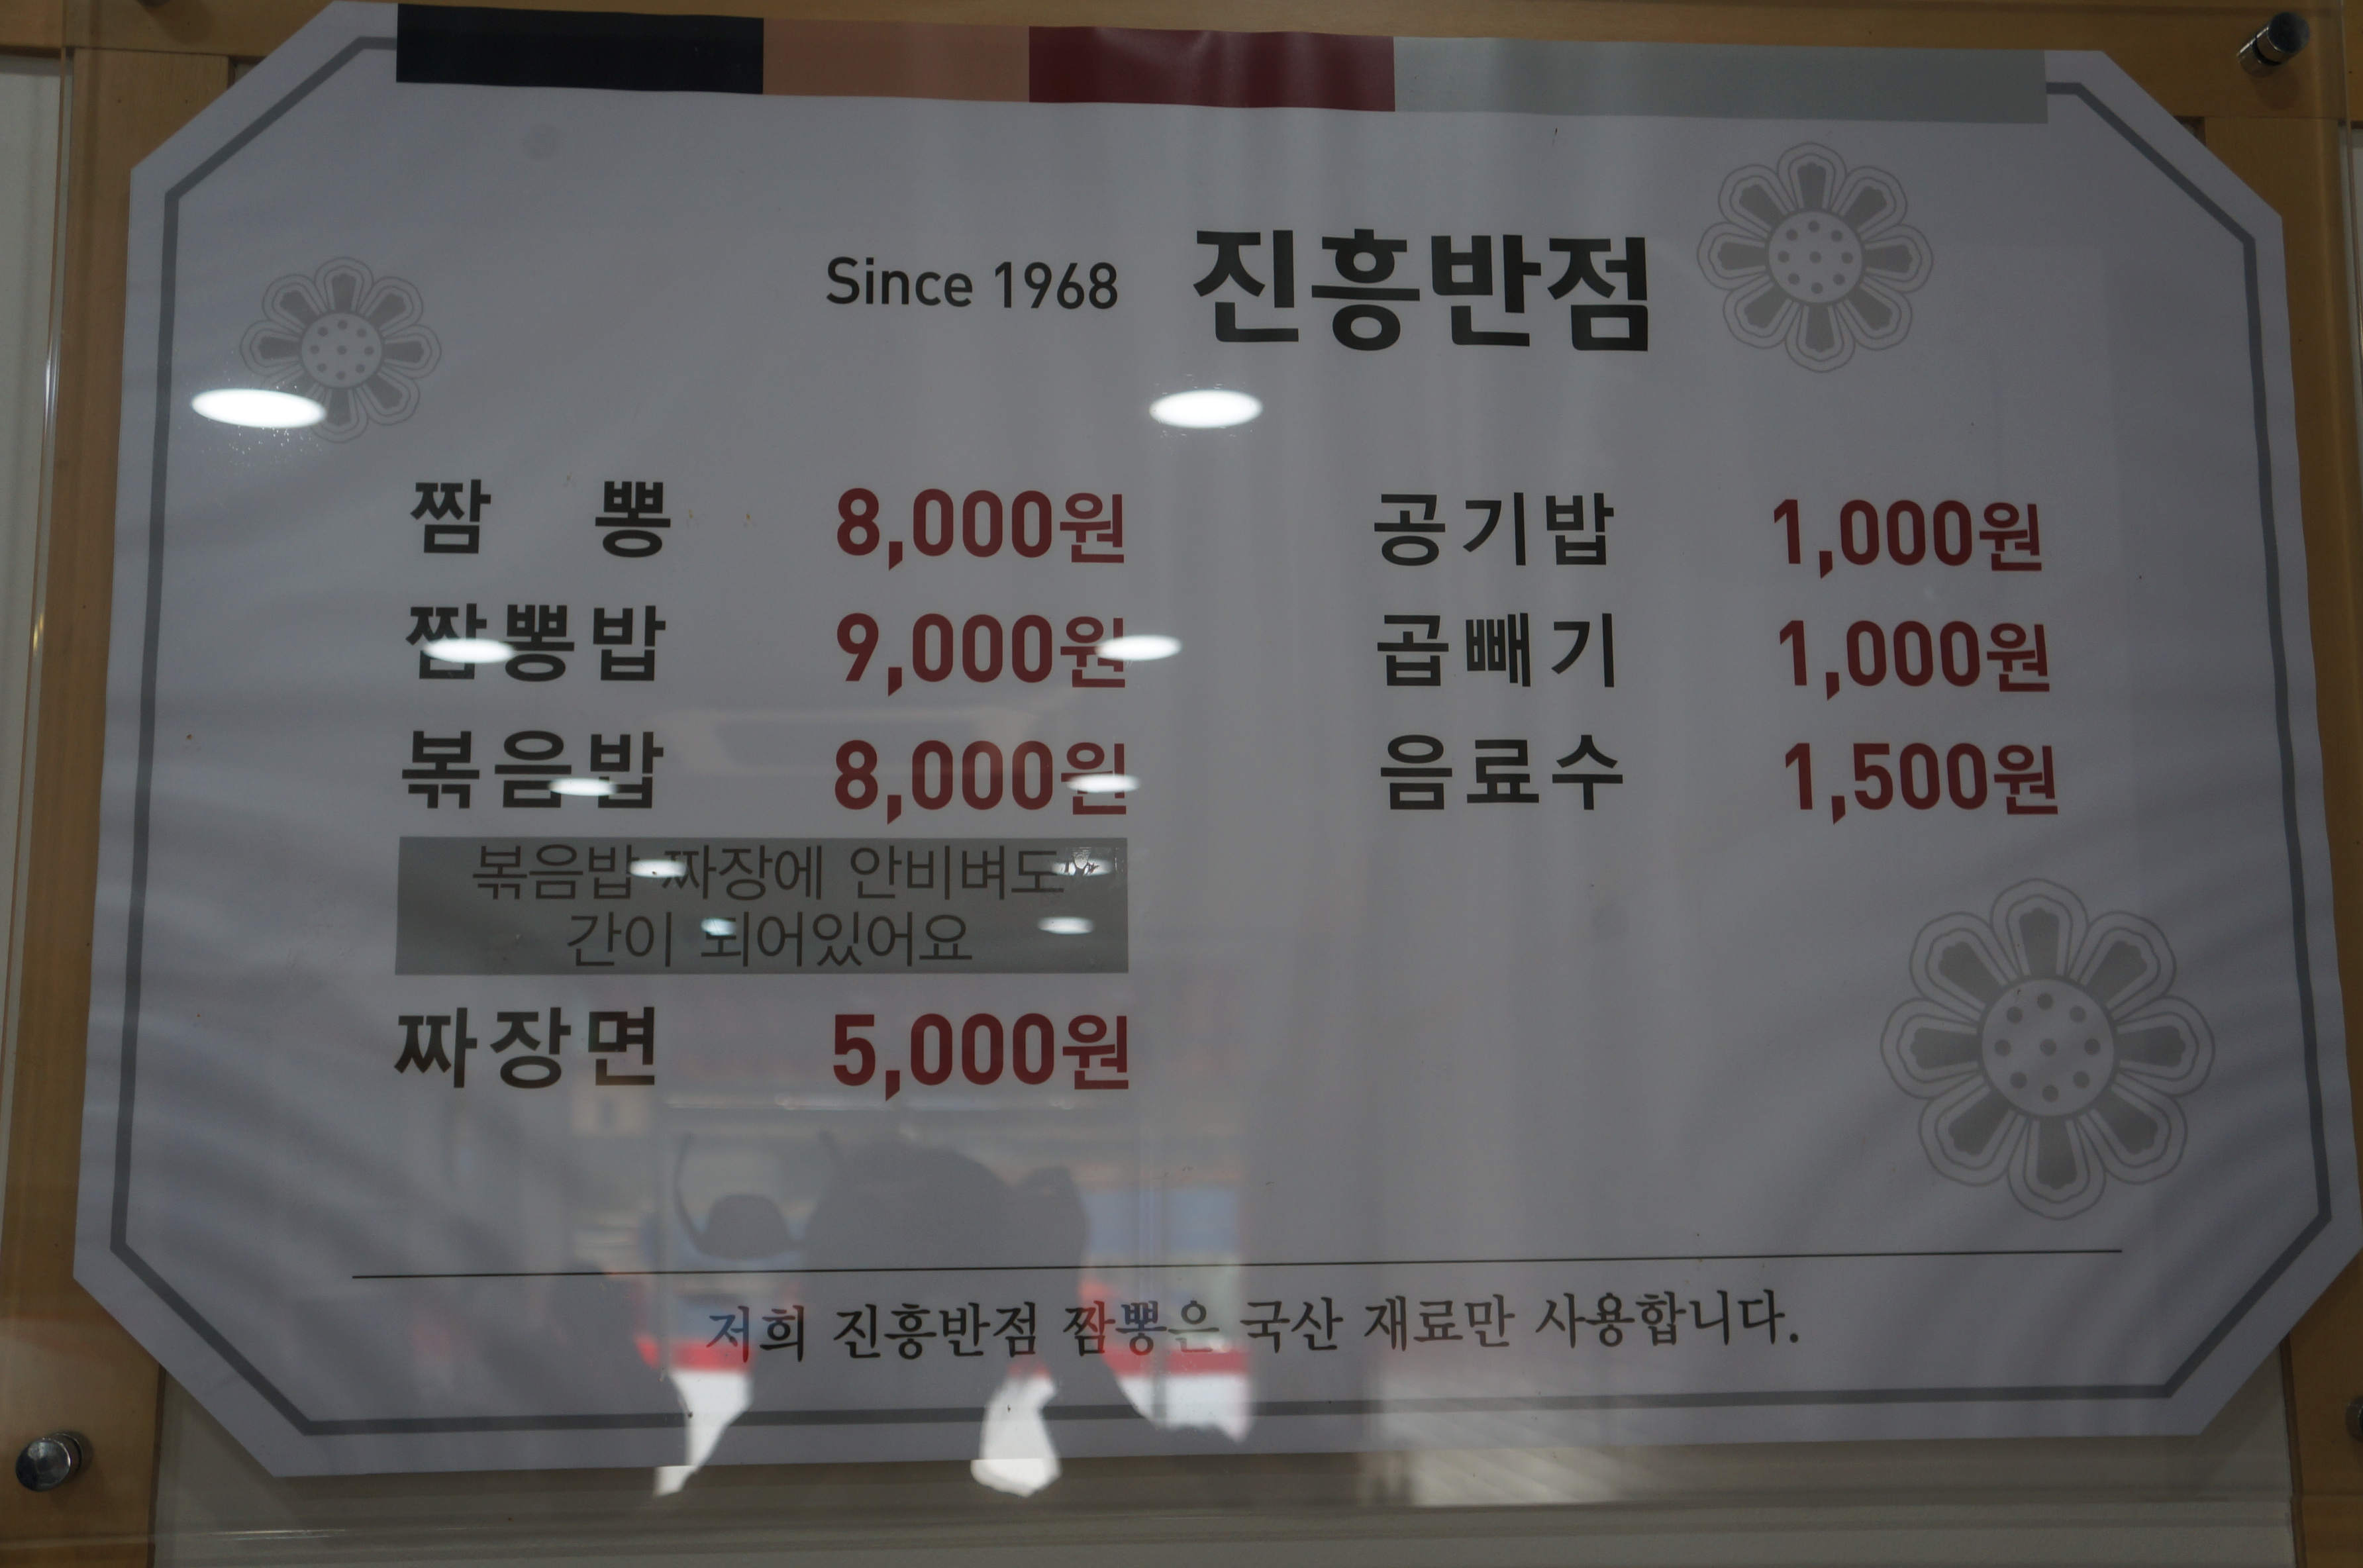 Since 1968 진흥반점
짬 뽕 8,000원
짬뽕밥 9,000원
볶음밥 8,000원
볶음밥 짜장에 안비벼도
간이 되어있어요
짜장면 5,000원
공기밥 1,000원
곱빼기 1,000원
음료수 1,500원
저희 진흥반점 짬뽕은 국산 재료만 사용합니다.